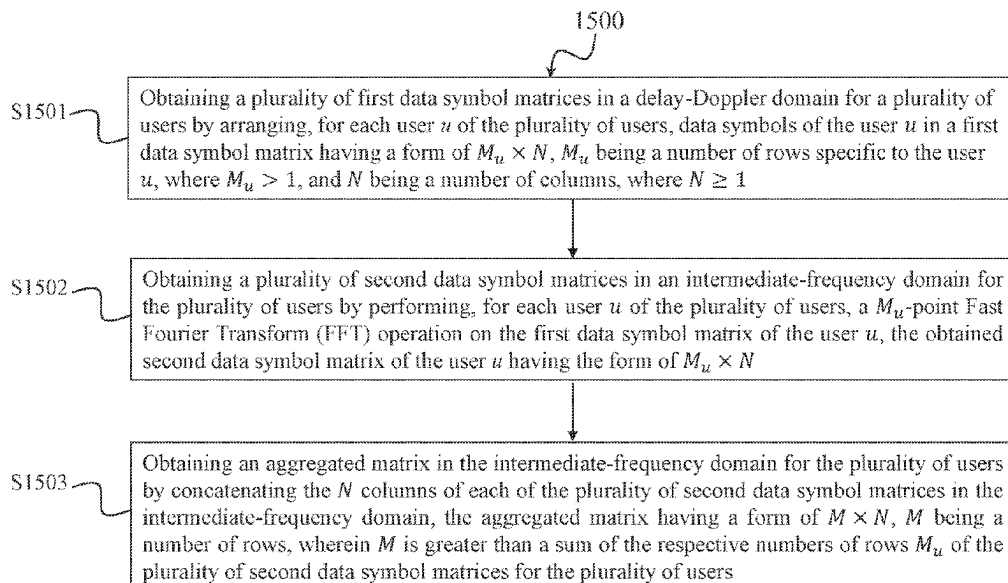 1500
S1501
Obtaining a plurality of first data symbol matrices in a delay-Doppler domain for a plurality of
users by arranging, for each user u of the plurality of users, data symbols of the user u in a first
data symbol matrix having a form of M_u × N, M_u being a number of rows specific to the user
u, where M_u > 1, and N being a number of columns, where N ≥ 1
S1502
Obtaining a plurality of second data symbol matrices in an intermediate-frequency domain for
the plurality of users by performing, for each user u of the plurality of users, a M_u-point Fast
Fourier Transform (FFT) operation on the first data symbol matrix of the user u, the obtained
second data symbol matrix of the user u having the form of M_u × N
S1503
Obtaining an aggregated matrix in the intermediate-frequency domain for the plurality of users
by concatenating the N columns of each of the plurality of second data symbol matrices in the
intermediate-frequency domain, the aggregated matrix having a form of M × N, M being a
number of rows, wherein M is greater than a sum of the respective numbers of rows M_u of the
plurality of second data symbol matrices for the plurality of users